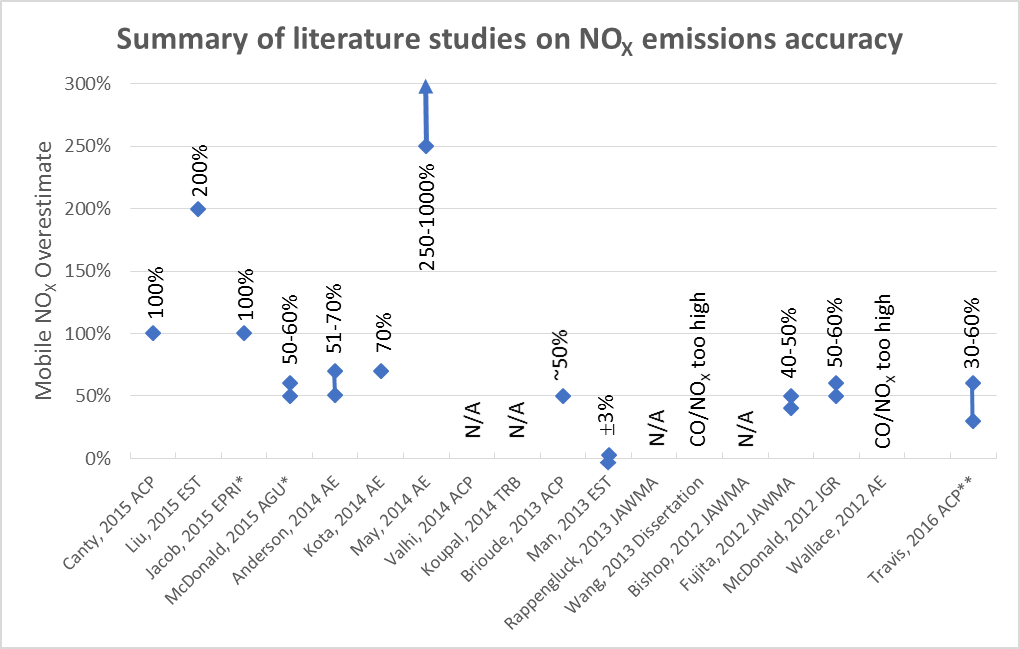 Summary of literature studies on NOX emissions accuracy
Mobile NOX Overestimate
300%
250%
200%
150%
100%
50%
0%
100%
200%
100%
50-60%
51-70%
70%
250-1000%
N/A
N/A
~50%
±3%
N/A
CO/NOX too high
N/A
40-50%
50-60%
CO/NOX too high
30-60%
Canty, 2015 ACP
Liu, 2015 EST
Jacob, 2015 EPRI*
McDonald, 2015 AGU*
Anderson, 2014 AE
Kota, 2014 AE
May, 2014 AE
Valhi, 2014 ACP
Koupal, 2014 TRB
Brioude, 2013 ACP
Man, 2013 EST
Rappengluck, 2013 JAWMA
Wang, 2013 Dissertation
Bishop, 2012 JAWMA
Fujita, 2012 JAWMA
McDonald, 2012 JGR
Wallace, 2012 AE
Travis, 2016 ACP**